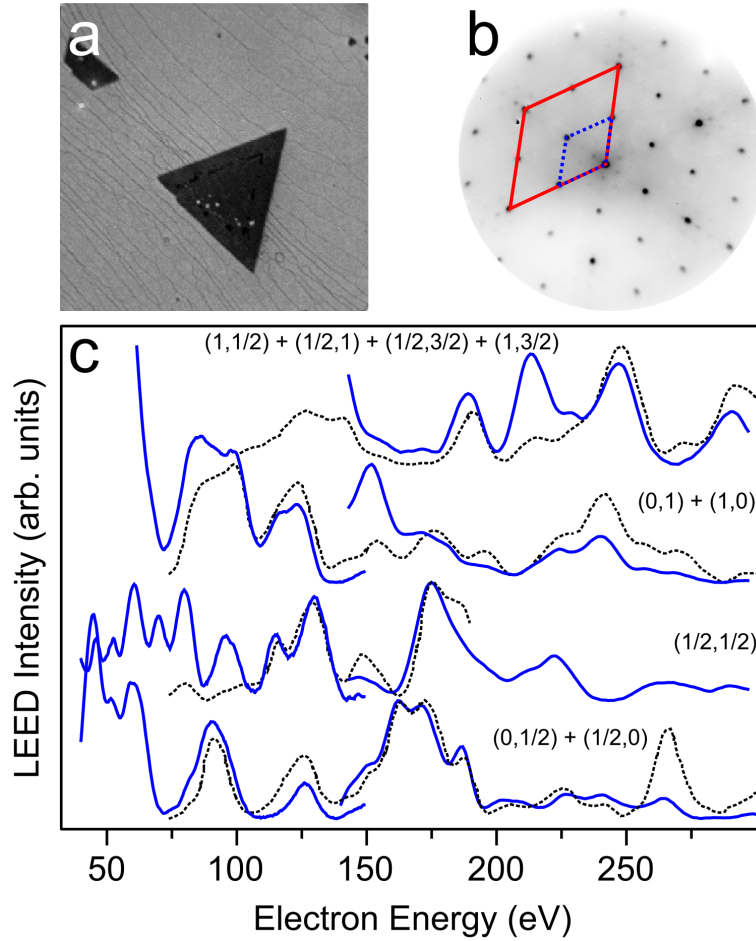 a
b
c
(1,1/2) + (1/2,1) + (1/2,3/2) + (1,3/2)
(0,1) + (1,0)
(1/2,1/2)
(0,1/2) + (1/2,0)
LEED Intensity (arb. units)
50 100 150 200 250
Electron Energy (eV)